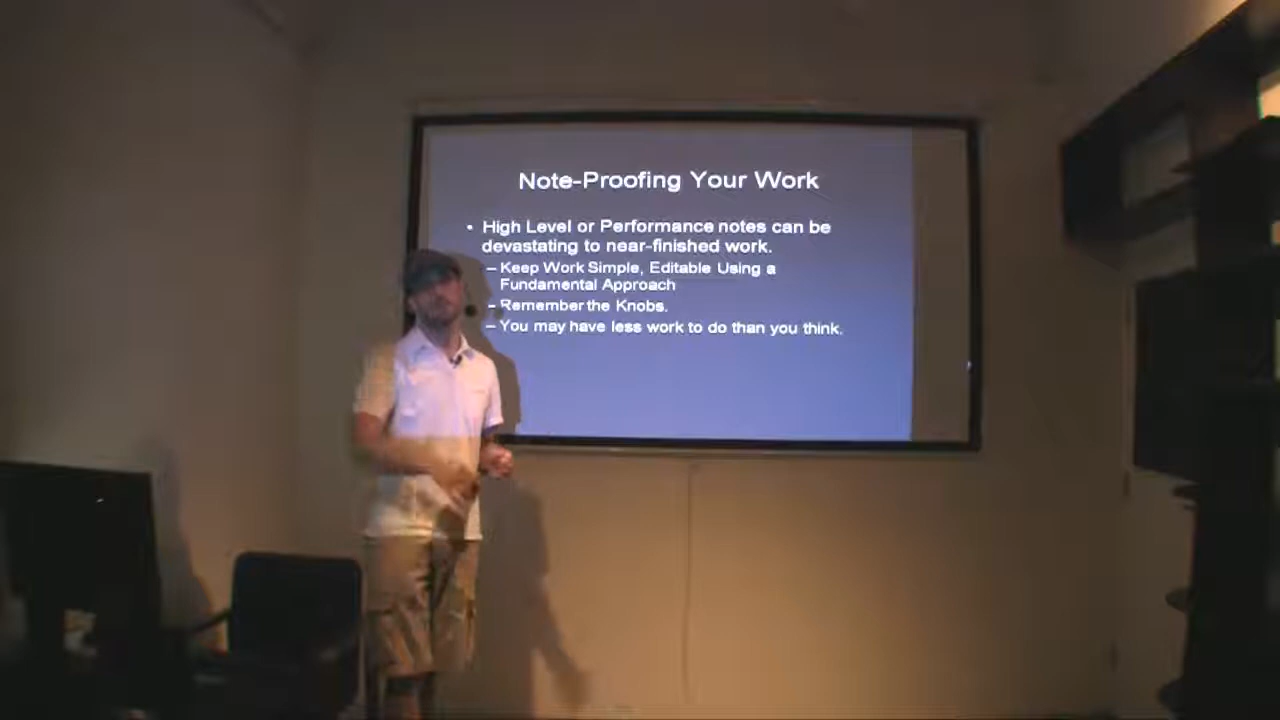 Note-Proofing Your Work
• High Level or Performance notes can be
devastating to near-finished work.
– Keep Work Simple, Editable Using a
Fundamental Approach
– Remember the Knobs.
– You may have less work to do than you think.